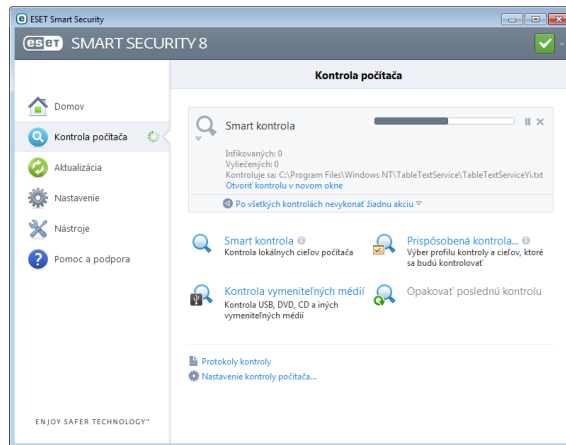 ESET Smart Security
eset SMART SECURITY 8
Kontrola počítača
Domov
Kontrola počítača
Aktualizácia
Nastavenie
Nástroje
Pomoc a podpora
Smart kontrola
Infikovaných: 0
Vyliečených: 0
Kontroluje sa: C:\Program Files\Windows NT\TableTextService\TableTextServiceYi.txt
Otvoriť kontrolu v novom okne
Po všetkých kontrolách nevykonať žiadnu akciu
Smart kontrola
Kontrola lokálnych cieľov počítača
Prispôsobená kontrola...
Výber profilu kontroly a cieľov, ktoré
sa budú kontrolovať
Kontrola vymeniteľných médií
Kontrola USB, DVD, CD a iných
vymeniteľných médií
Opakovať poslednú kontrolu
Protokoly kontroly
Nastavenie kontroly počítača...
ENJOY SAFER TECHNOLOGY™